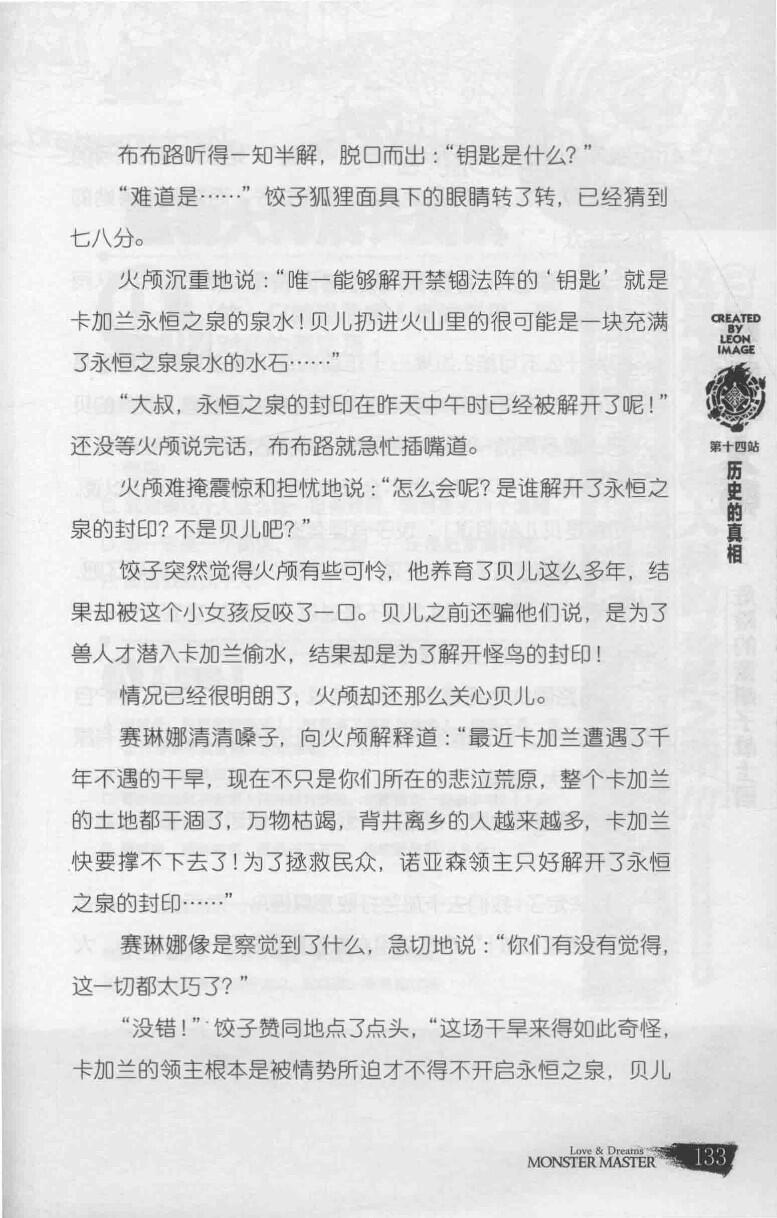 布布路听得一知半解，脱口而出：“钥匙是什么？”
“难道是……”饺子狐狸面具下的眼睛转了转，已经猜到
七八分。
火颅沉重地说：“唯一能够解开禁锢法阵的‘钥匙’就是
卡加兰永恒之泉的泉水！贝儿扔进火山里的很可能是一块充满
了永恒之泉泉水的水石……”
“大叔，永恒之泉的封印在昨天中午时已经被解开了呢！”
还没等火颅说完话，布布路就急忙插嘴道。
火颅难掩震惊和担忧地说：“怎么会呢？是谁解开了永恒之
泉的封印？不是贝儿吧？”
饺子突然觉得火颅有些可怜，他养育了贝儿这么多年，结
果却被这个小女孩反咬了一口。贝儿之前还骗他们说，是为了
兽人才潜入卡加兰偷水，结果却是为了解开怪鸟的封印！
情况已经很明朗了，火颅却还那么关心贝儿。
赛琳娜清清嗓子，向火颅解释道：“最近卡加兰遭遇了千
年不遇的干旱，现在不只是你们所在的悲泣荒原，整个卡加兰
的土地都干涸了，万物枯竭，背井离乡的人越来越多，卡加兰
快要撑不下去了！为了拯救民众，诺亚森领主只好解开了永恒
之泉的封印……”
赛琳娜像是察觉到了什么，急切地说：“你们有没有觉得，
这一切都太巧了？”
“没错！”饺子赞同地点了点头，“这场干旱来得如此奇怪，
卡加兰的领主根本是被情势所迫才不得不开启永恒之泉，贝儿
CREATED
BY
LEON
IMAGE
第十四站
历史的真相
Love & Dreams
MONSTER MASTER
133